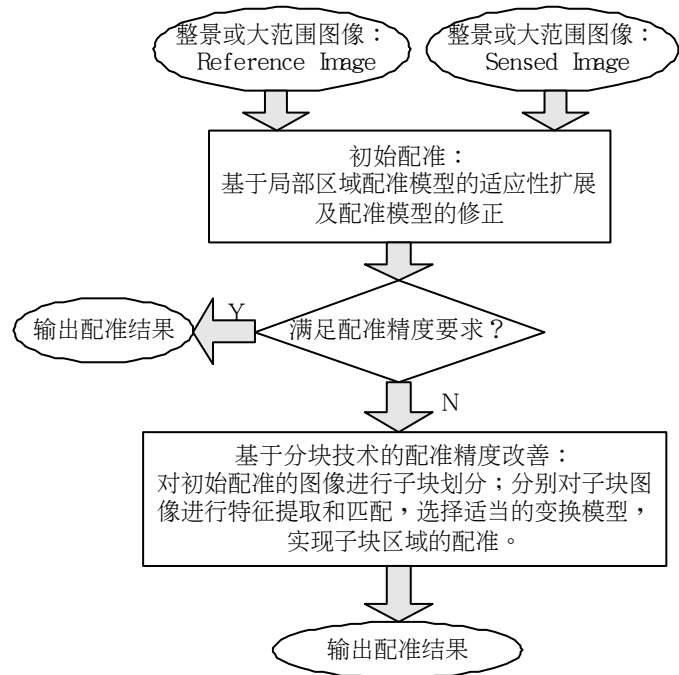 整景或大范围图像：
Reference Image
整景或大范围图像：
Sensed Image
初始配准：
基于局部区域配准模型的适应性扩展
及配准模型的修正
满足配准精度要求？
Y
输出配准结果
N
基于分块技术的配准精度改善：
对初始配准的图像进行子块划分；分别对子块图
像进行特征提取和匹配，选择适当的变换模型，
实现子块区域的配准。
输出配准结果